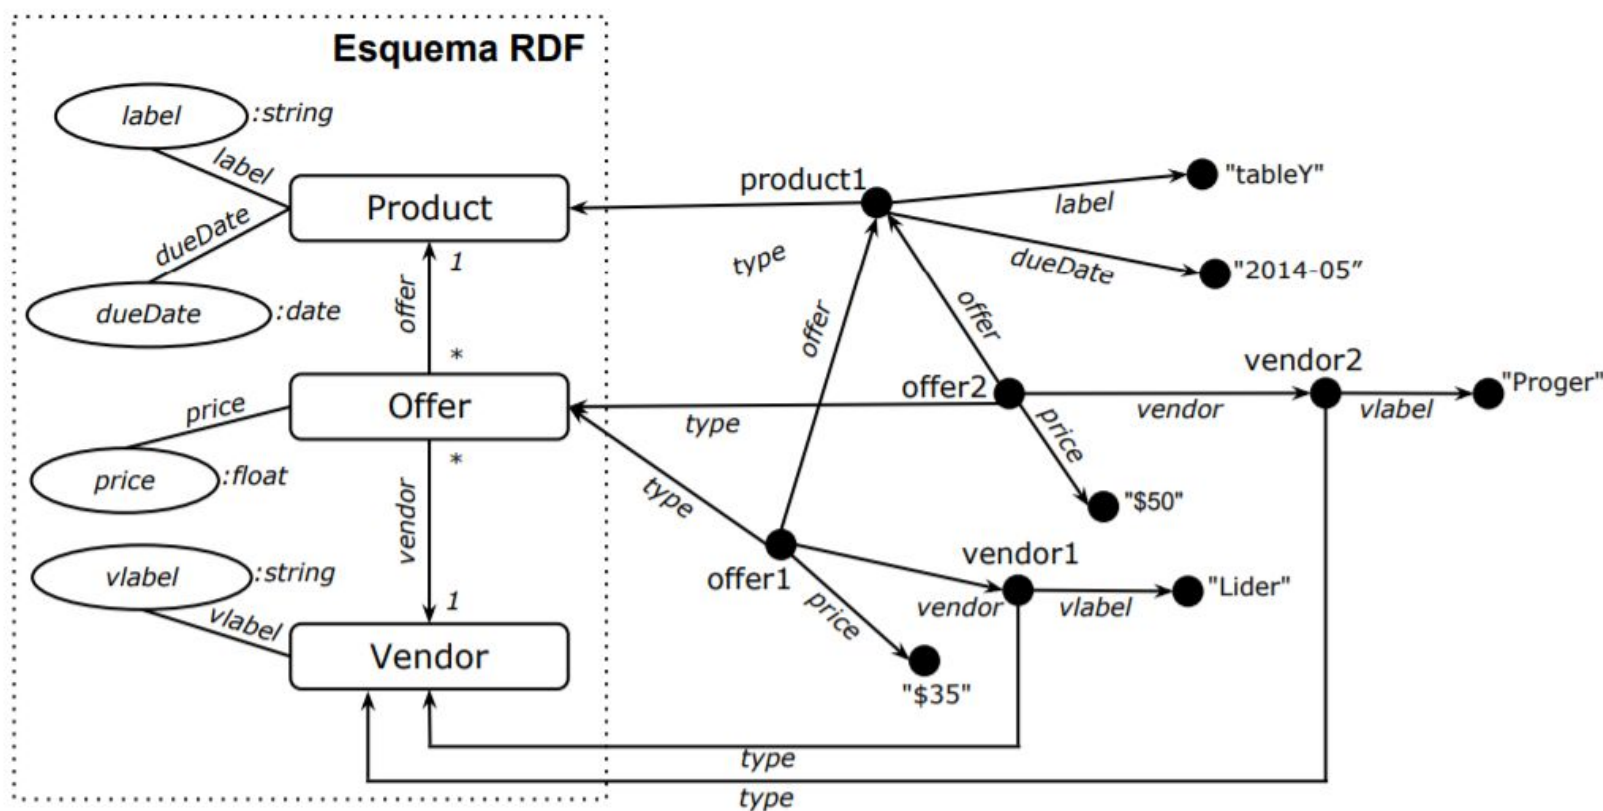 Esquema RDF
label
:string
label
Product
dueDate
dueDate
:date
offer
1
*
Offer
price
price
:float
*
vendor
1
vlabel
:string
vlabel
Vendor
product1
type
label
"tableY"
dueDate
"2014-05”
offer
offer
offer2
type
vendor
vendor2
vlabel
"Proger"
price
"$50"
type
offer1
vendor1
vendor
vlabel
"Lider"
price
"$35"
type
type